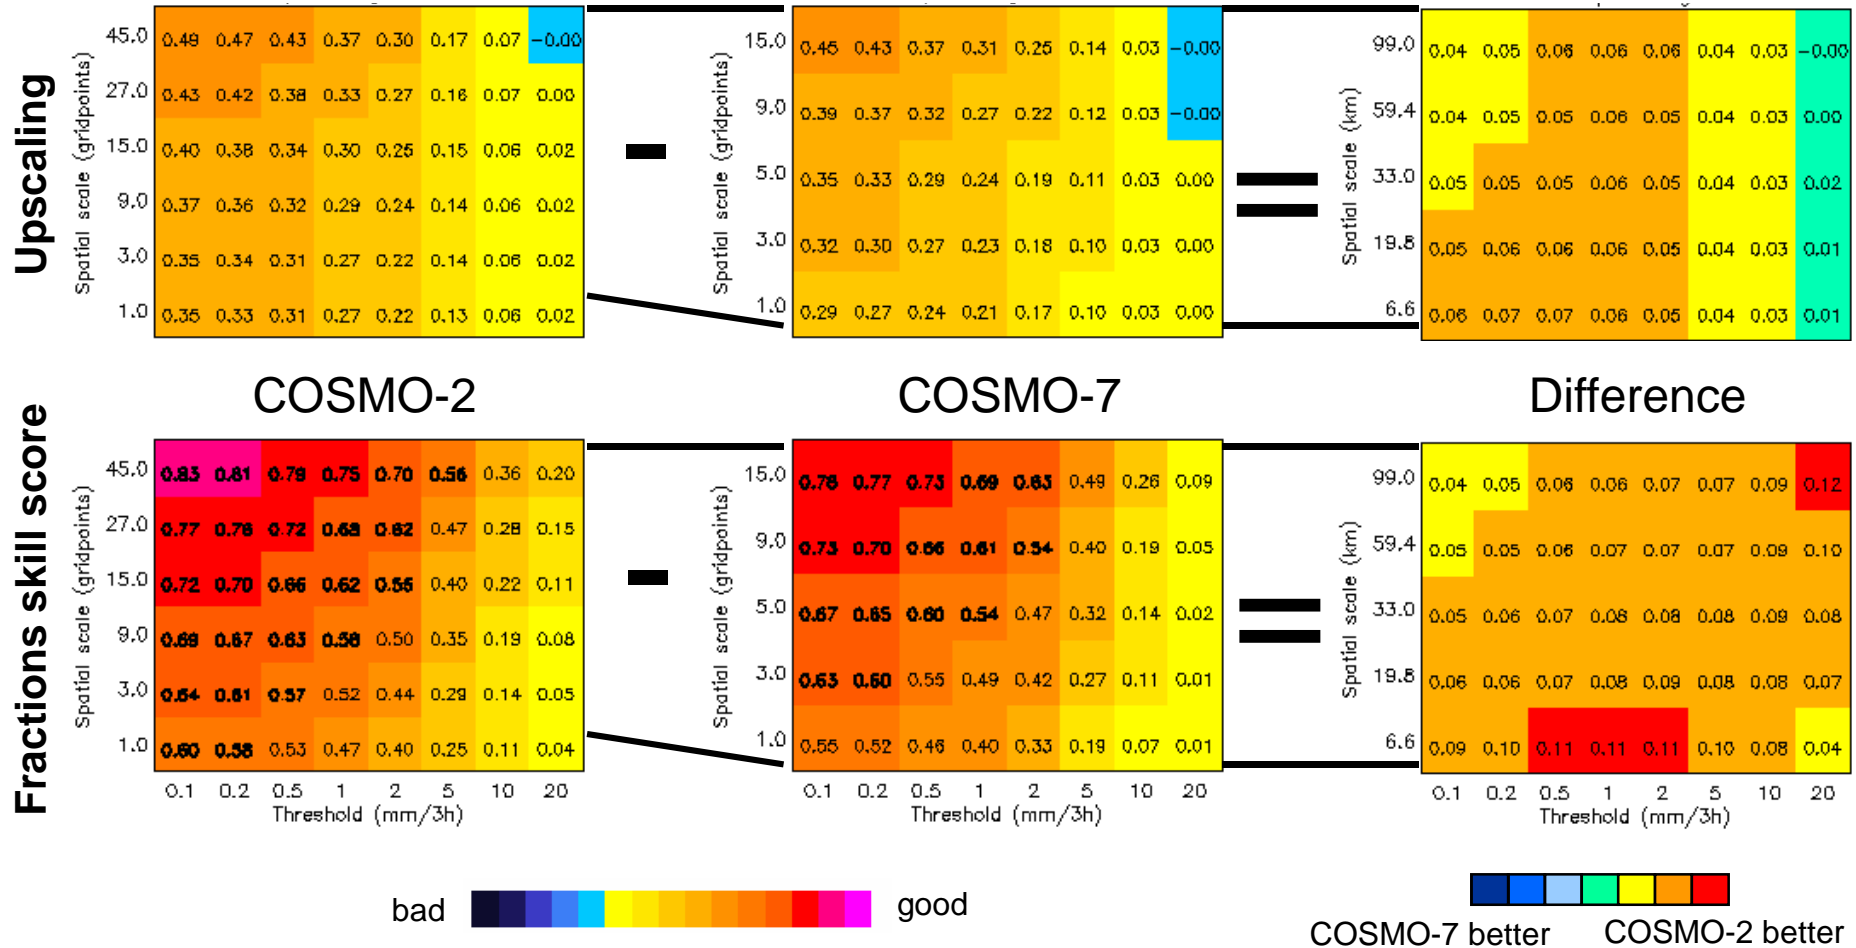 Upscaling
Spatial scale (gridpoints)
45.0 0.49 0.47 0.43 0.37 0.30 0.17 0.07 -0.00
27.0 0.43 0.42 0.38 0.33 0.27 0.16 0.07 0.00
15.0 0.40 0.38 0.34 0.30 0.25 0.15 0.06 0.02
9.0 0.37 0.36 0.32 0.29 0.24 0.14 0.06 0.02
3.0 0.35 0.34 0.31 0.27 0.22 0.14 0.06 0.02
1.0 0.35 0.33 0.31 0.27 0.22 0.13 0.06 0.02
-
Spatial scale (gridpoints)
15.0 0.45 0.43 0.37 0.31 0.25 0.14 0.03 -0.00
9.0 0.39 0.37 0.32 0.27 0.22 0.12 0.03 -0.00
5.0 0.35 0.33 0.29 0.24 0.19 0.11 0.03 0.00
3.0 0.32 0.30 0.27 0.23 0.18 0.10 0.03 0.00
1.0 0.29 0.27 0.24 0.21 0.17 0.10 0.03 0.00
=
Spatial scale (km)
99.0 0.04 0.05 0.06 0.06 0.06 0.04 0.03 -0.00
59.4 0.04 0.05 0.05 0.06 0.05 0.04 0.03 0.00
33.0 0.05 0.05 0.05 0.06 0.05 0.04 0.03 0.02
19.8 0.05 0.06 0.06 0.06 0.05 0.04 0.03 0.01
6.6 0.06 0.07 0.07 0.06 0.05 0.04 0.03 0.01
COSMO-2
COSMO-7
Difference
Fractions skill score
Spatial scale (gridpoints)
45.0 0.83 0.81 0.79 0.75 0.70 0.56 0.36 0.20
27.0 0.77 0.76 0.72 0.68 0.62 0.47 0.28 0.15
15.0 0.72 0.70 0.66 0.62 0.55 0.40 0.22 0.11
9.0 0.69 0.67 0.63 0.58 0.50 0.35 0.19 0.08
3.0 0.64 0.61 0.57 0.52 0.44 0.29 0.14 0.05
1.0 0.60 0.58 0.53 0.47 0.40 0.25 0.11 0.04
0.1 0.2 0.5 1 2 5 10 20
Threshold (mm/3h)
-
Spatial scale (gridpoints)
15.0 0.78 0.77 0.73 0.69 0.63 0.49 0.26 0.09
9.0 0.73 0.70 0.66 0.61 0.54 0.40 0.19 0.05
5.0 0.67 0.65 0.60 0.54 0.47 0.32 0.14 0.02
3.0 0.63 0.60 0.55 0.49 0.42 0.27 0.11 0.01
1.0 0.55 0.52 0.46 0.40 0.33 0.19 0.07 0.01
0.1 0.2 0.5 1 2 5 10 20
Threshold (mm/3h)
=
Spatial scale (km)
99.0 0.04 0.05 0.06 0.06 0.07 0.07 0.09 0.12
59.4 0.05 0.05 0.06 0.07 0.07 0.07 0.09 0.10
33.0 0.05 0.06 0.07 0.08 0.08 0.08 0.09 0.08
19.8 0.06 0.06 0.07 0.08 0.09 0.08 0.08 0.07
6.6 0.09 0.10 0.11 0.11 0.11 0.10 0.08 0.04
0.1 0.2 0.5 1 2 5 10 20
Threshold (mm/3h)
bad
good
COSMO-7 better
COSMO-2 better